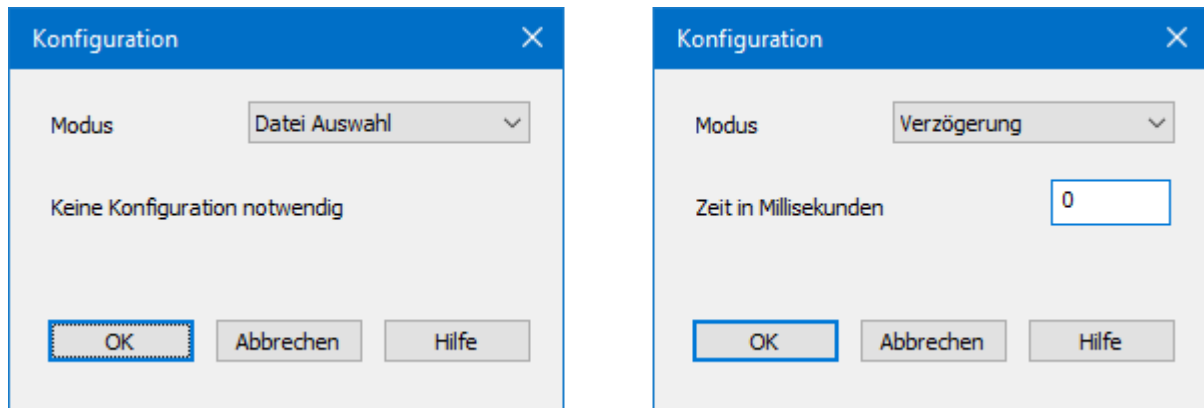 Konfiguration
Modus
Datei Auswahl
Keine Konfiguration notwendig
OK
Abbrechen
Hilfe
Konfiguration
Modus
Verzögerung
Zeit in Millisekunden
0
OK
Abbrechen
Hilfe